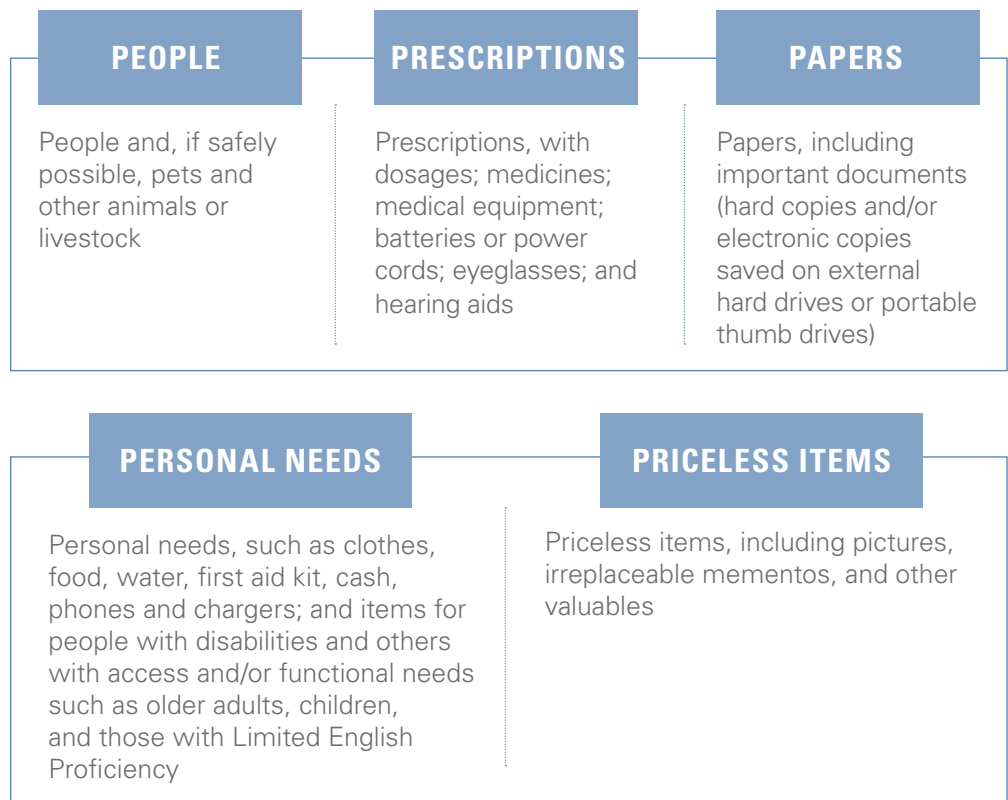 PEOPLE
People and, if safely
possible, pets and
other animals or
livestock
PRESCRIPTIONS
Prescriptions, with
dosages; medicines;
medical equipment;
batteries or power
cords; eyeglasses; and
hearing aids
PAPERS
Papers, including
important documents
(hard copies and/or
electronic copies
saved on external
hard drives or portable
thumb drives)
PERSONAL NEEDS
Personal needs, such as clothes,
food, water, first aid kit, cash,
phones and chargers; and items for
people with disabilities and others
with access and/or functional needs
such as older adults, children,
and those with Limited English
Proficiency
PRICELESS ITEMS
Priceless items, including pictures,
irreplaceable mementos, and other
valuables